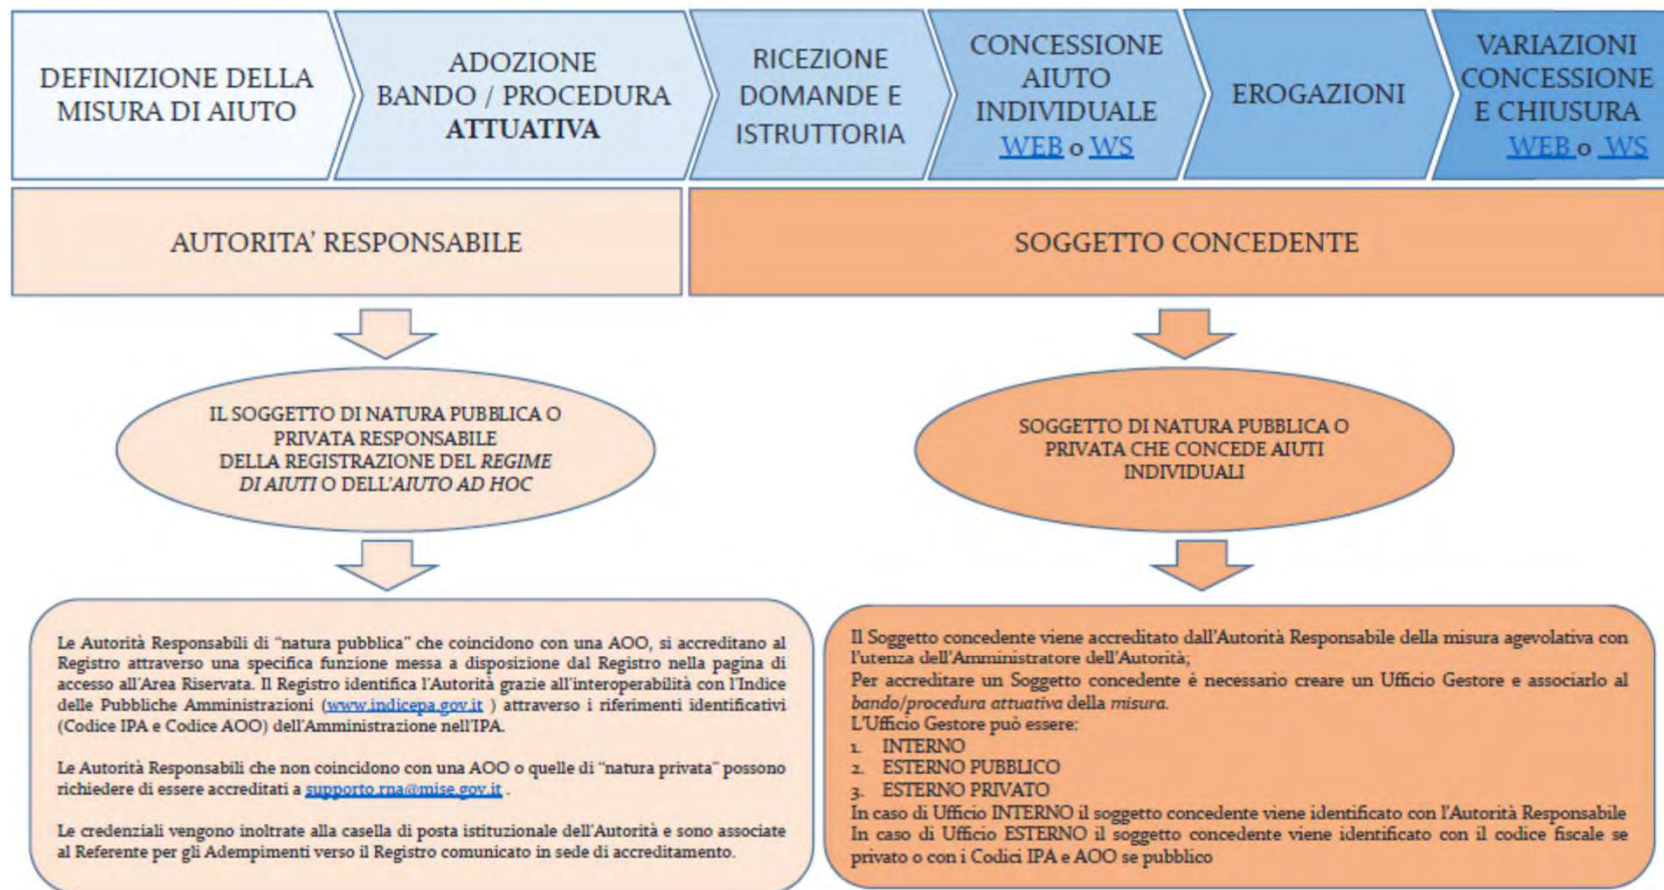 DEFINIZIONE DELLA
MISURA DI AIUTO
ADOZIONE
BANDO / PROCEDURA
ATTUATIVA
RICEZIONE
DOMANDE E
ISTRUTTORIA
CONCESSIONE
AIUTO
INDIVIDUALE
WEB o WS
EROGAZIONI
VARIAZIONI
CONCESSIONE
E CHIUSURA
WEB o WS
AUTORITA' RESPONSABILE
SOGGETTO CONCEDENTE
IL SOGGETTO DI NATURA PUBBLICA O
PRIVATA RESPONSABILE
DELLA REGISTRAZIONE DEL REGIME
DI AIUTI O DELL'AIUTO AD HOC
SOGGETTO DI NATURA PUBBLICA O
PRIVATA CHE CONCEDE AIUTI
INDIVIDUALI
Le Autorità Responsabili di "natura pubblica" che coincidono con una AOO, si accreditano al
Registro attraverso una specifica funzione messa a disposizione dal Registro nella pagina di
accesso all'Area Riservata. Il Registro identifica l'Autorità grazie all'interoperabilità con l'Indice
delle Pubbliche Amministrazioni (www.indicepa.gov.it ) attraverso i riferimenti identificativi
(Codice IPA e Codice AOO) dell'Amministrazione nell'IPA.
Le Autorità Responsabili che non coincidono con una AOO o quelle di "natura privata" possono
richiedere di essere accreditati a supporto.rna@mise.gov.it .
Le credenziali vengono inoltrate alla casella di posta istituzionale dell'Autorità e sono associate
al Referente per gli Adempimenti verso il Registro comunicato in sede di accreditamento.
Il Soggetto concedente viene accreditato dall'Autorità Responsabile della misura agevolativa con
l'utenza dell'Amministratore dell'Autorità;
Per accreditare un Soggetto concedente è necessario creare un Ufficio Gestore e associarlo al
bando/procedura attuativa della misura.
L'Ufficio Gestore può essere:
1. INTERNO
2. ESTERNO PUBBLICO
3. ESTERNO PRIVATO
In caso di Ufficio INTERNO il soggetto concedente viene identificato con l'Autorità Responsabile
In caso di Ufficio ESTERNO il soggetto concedente viene identificato con il codice fiscale se
privato o con i Codici IPA e AOO se pubblico